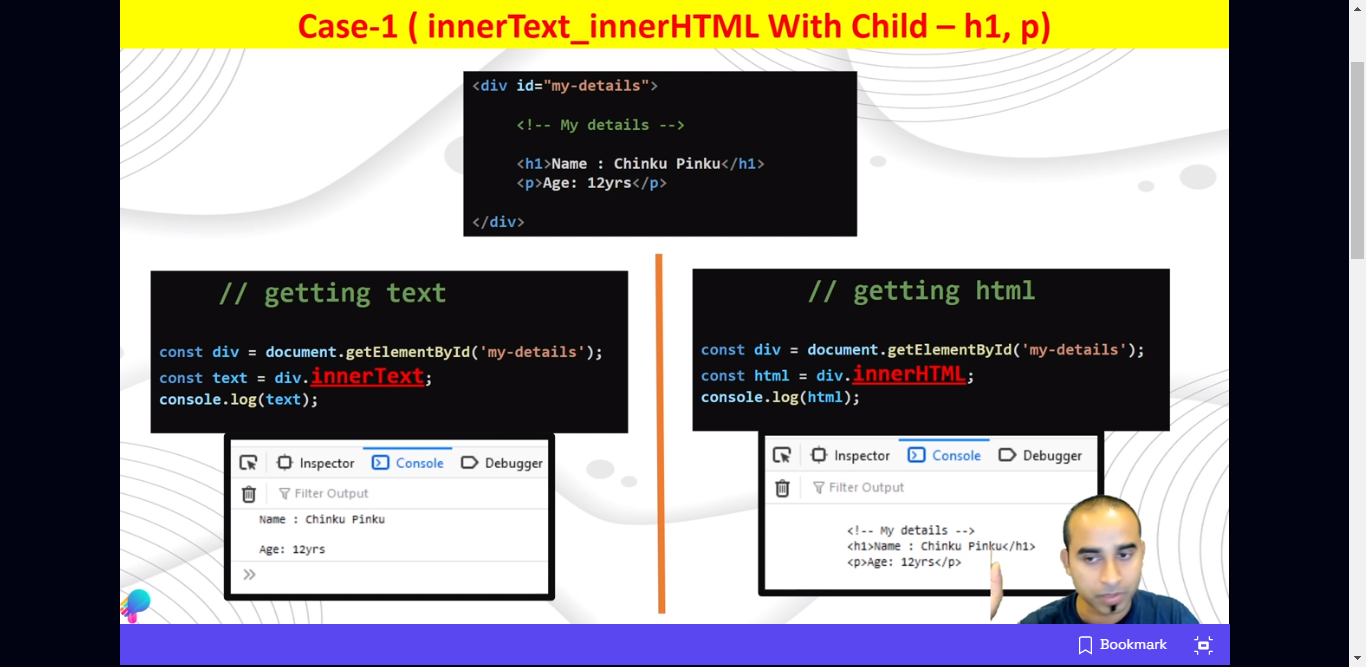 Case-1 ( innerText_innerHTML With Child – h1, p)
<div id="my-details">
<!-- My details -->
<h1>Name : Chinku Pinku</h1>
<p>Age: 12yrs</p>
</div>
// getting text
const div = document.getElementById('my-details');
const text = div.innerText;
console.log(text);
Inspector Console Debugger
Filter Output
Name : Chinku Pinku
Age: 12yrs
// getting html
const div = document.getElementById('my-details');
const html = div.innerHTML;
console.log(html);
Inspector Console Debugger
Filter Output
<!-- My details -->
<h1>Name : Chinku Pinku</h1>
<p>Age: 12yrs</p>
Bookmark